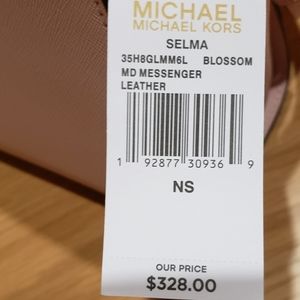 MICHAEL
MICHAEL KORS
SELMA
35H8GLMM6L BLOSSOM
MD MESSENGER
LEATHER
1 92877 30936 9
NS
OUR PRICE
$328.00